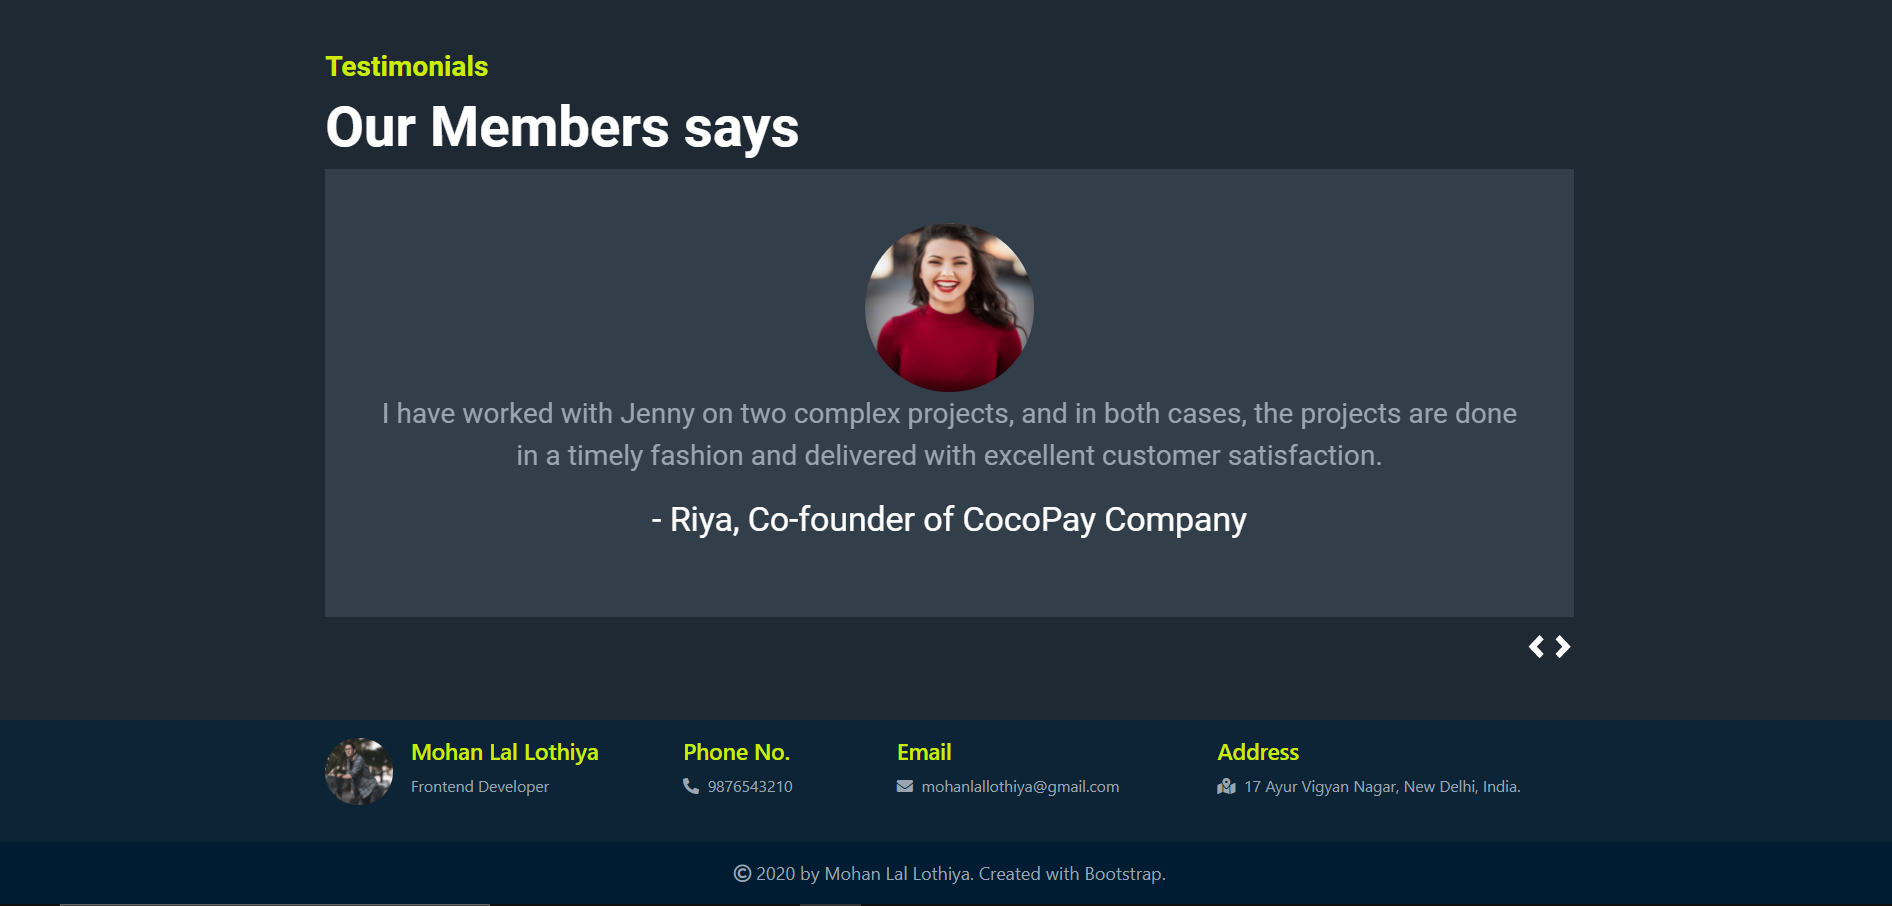 Testimonials
Our Members says
I have worked with Jenny on two complex projects, and in both cases, the projects are done
in a timely fashion and delivered with excellent customer satisfaction.
- Riya, Co-founder of CocoPay Company
Mohan Lal Lothiya
Frontend Developer
Phone No.
9876543210
Email
mohanlallothiya@gmail.com
Address
17 Ayur Vigyan Nagar, New Delhi, India.
© 2020 by Mohan Lal Lothiya. Created with Bootstrap.